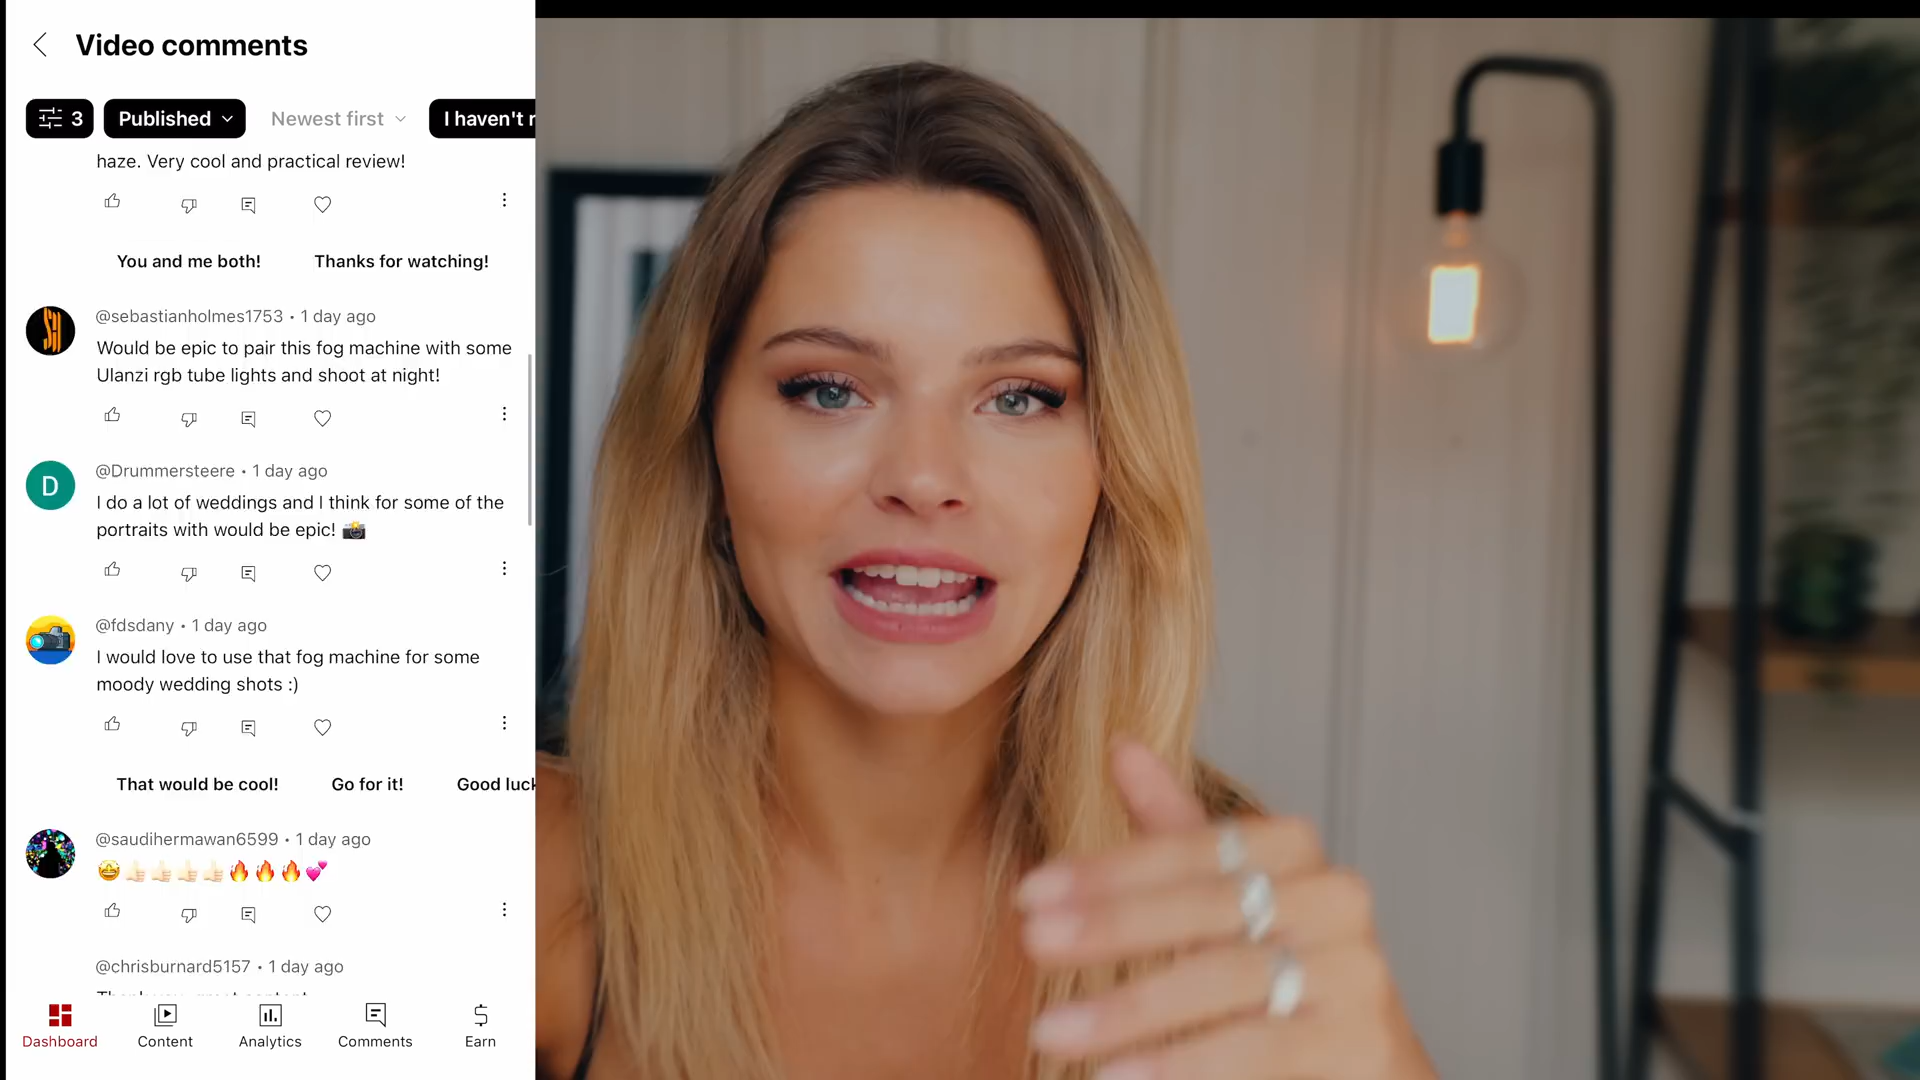 Video comments
3
Published
Newest first
I haven't r
haze. Very cool and practical review!
You and me both!
Thanks for watching!
@sebastianholmes1753 • 1 day ago
Would be epic to pair this fog machine with some
Ulanzi rgb tube lights and shoot at night!
D
@Drummersteere • 1 day ago
I do a lot of weddings and I think for some of the
portraits with would be epic! 📸
@fdsdany • 1 day ago
I would love to use that fog machine for some
moody wedding shots :)
That would be cool!
Go for it!
Good luck
@saudihermawan6599 • 1 day ago
🤩👍🏻👍🏻👍🏻👍🏻🔥🔥🔥💕
@chrisburnard5157 • 1 day ago
Dashboard
Content
Analytics
Comments
Earn